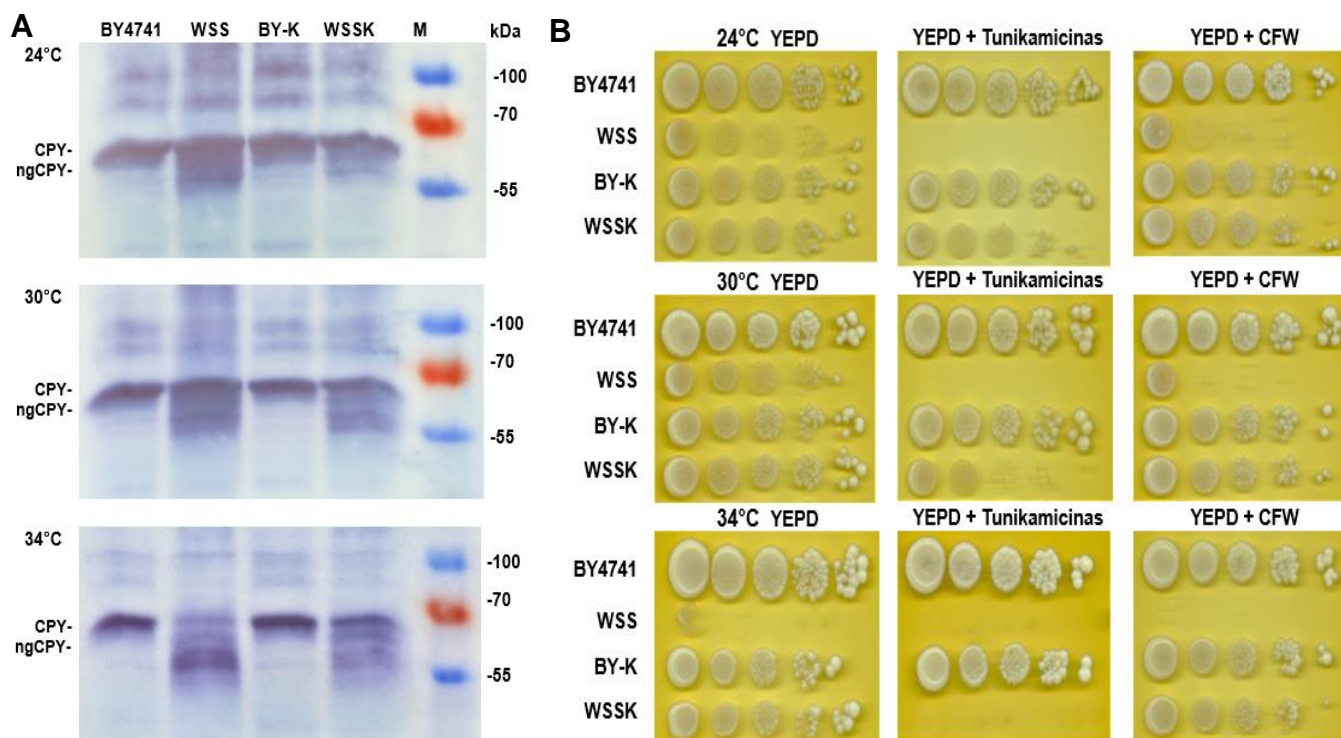 A
BY4741 WSS BY-K WSSK M kDa
24°C
-100
-70
CPY-
ngCPY-
-55
30°C
-100
-70
CPY-
ngCPY-
-55
34°C
-100
-70
CPY-
ngCPY-
-55
B
24°C YEPD YEPD + Tunikamicinas YEPD + CFW
BY4741
WSS
BY-K
WSSK
30°C YEPD YEPD + Tunikamicinas YEPD + CFW
BY4741
WSS
BY-K
WSSK
34°C YEPD YEPD + Tunikamicinas YEPD + CFW
BY4741
WSS
BY-K
WSSK